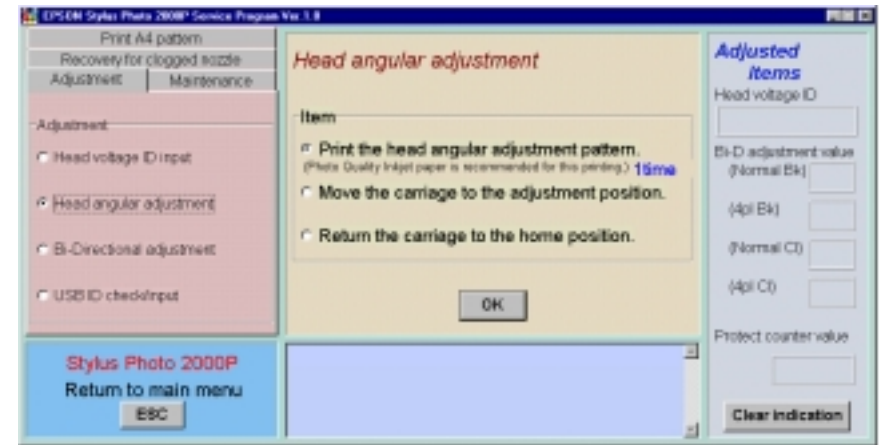 EPSON Stylus Photo 2000P Service Program Ver.1.0
Print A4 pattern
Recovery for clogged nozzle
Adjustment
Maintenance
Adjustment
Head voltage ID input
Head angular adjustment
Bi-Directional adjustment
USB ID check/input
Stylus Photo 2000P
Return to main menu
ESC
Head angular adjustment
Item
Print the head angular adjustment pattern.
(Photo Quality Inkjet paper is recommended for this printing.) 1time
Move the carriage to the adjustment position.
Return the carriage to the home position.
OK
Adjusted
Items
Head voltage ID
Bi-D adjustment value
(Normal Bk)
(4pl Bk)
(Normal Cl)
(4pl Cl)
Protect counter value
Clear indication